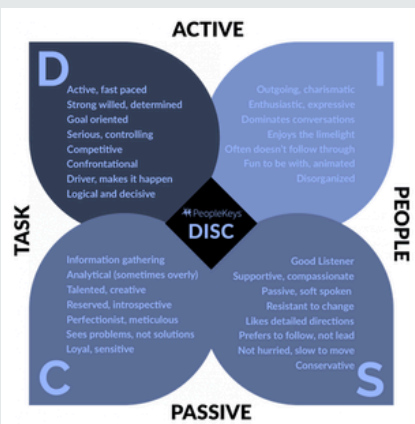 ACTIVE
D
Active, fast paced
Strong willed, determined
Goal oriented
Serious, controlling
Competitive
Confrontational
Driver, makes it happen
Logical and decisive
I
Outgoing, charismatic
Enthusiastic, expressive
Dominates conversations
Enjoys the limelight
Often doesn't follow through
Fun to be with, animated
Disorganized
TASK
PeopleKeys
DISC
PEOPLE
Information gathering
Analytical (sometimes overly)
Talented, creative
Reserved, introspective
Perfectionist, meticulous
Sees problems, not solutions
Loyal, sensitive
C
Good Listener
Supportive, compassionate
Passive, soft spoken
Resistant to change
Likes detailed directions
Prefers to follow, not lead
Not hurried, slow to move
Conservative
S
PASSIVE